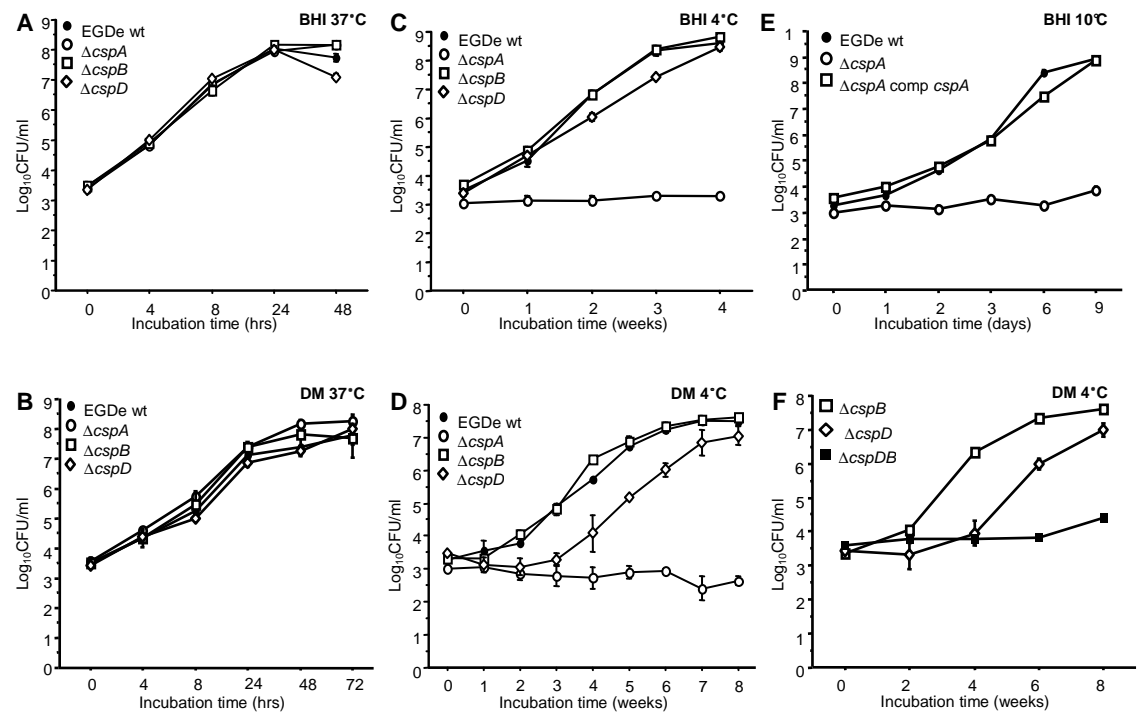 A
BHI 37°C
EGDe wt
ΔcspA
ΔcspB
ΔcspD
Log10CFU/ml
9
8
7
6
5
4
3
2
1
0
0 4 8 24 48
Incubation time (hrs)
C
BHI 4°C
EGDe wt
ΔcspA
ΔcspB
ΔcspD
Log10CFU/ml
9
8
7
6
5
4
3
2
1
0
0 1 2 3 4
Incubation time (weeks)
E
BHI 10°C
EGDe wt
ΔcspA
ΔcspA comp cspA
Log10CFU/ml
1
9
8
7
6
5
4
3
2
1
0
0 1 2 3 6 9
Incubation time (days)
B
DM 37°C
EGDe wt
ΔcspA
ΔcspB
ΔcspD
Log10CFU/ml
9
8
7
6
5
4
3
2
1
0
0 4 8 24 48 72
Incubation time (hrs)
D
DM 4°C
EGDe wt
ΔcspA
ΔcspB
ΔcspD
Log10CFU/ml
8
7
6
5
4
3
2
1
0
0 1 2 3 4 5 6 7 8
Incubation time (weeks)
F
DM 4°C
ΔcspB
ΔcspD
ΔcspDB
Log10CFU/ml
8
7
6
5
4
3
2
1
0
0 2 4 6 8
Incubation time (weeks)